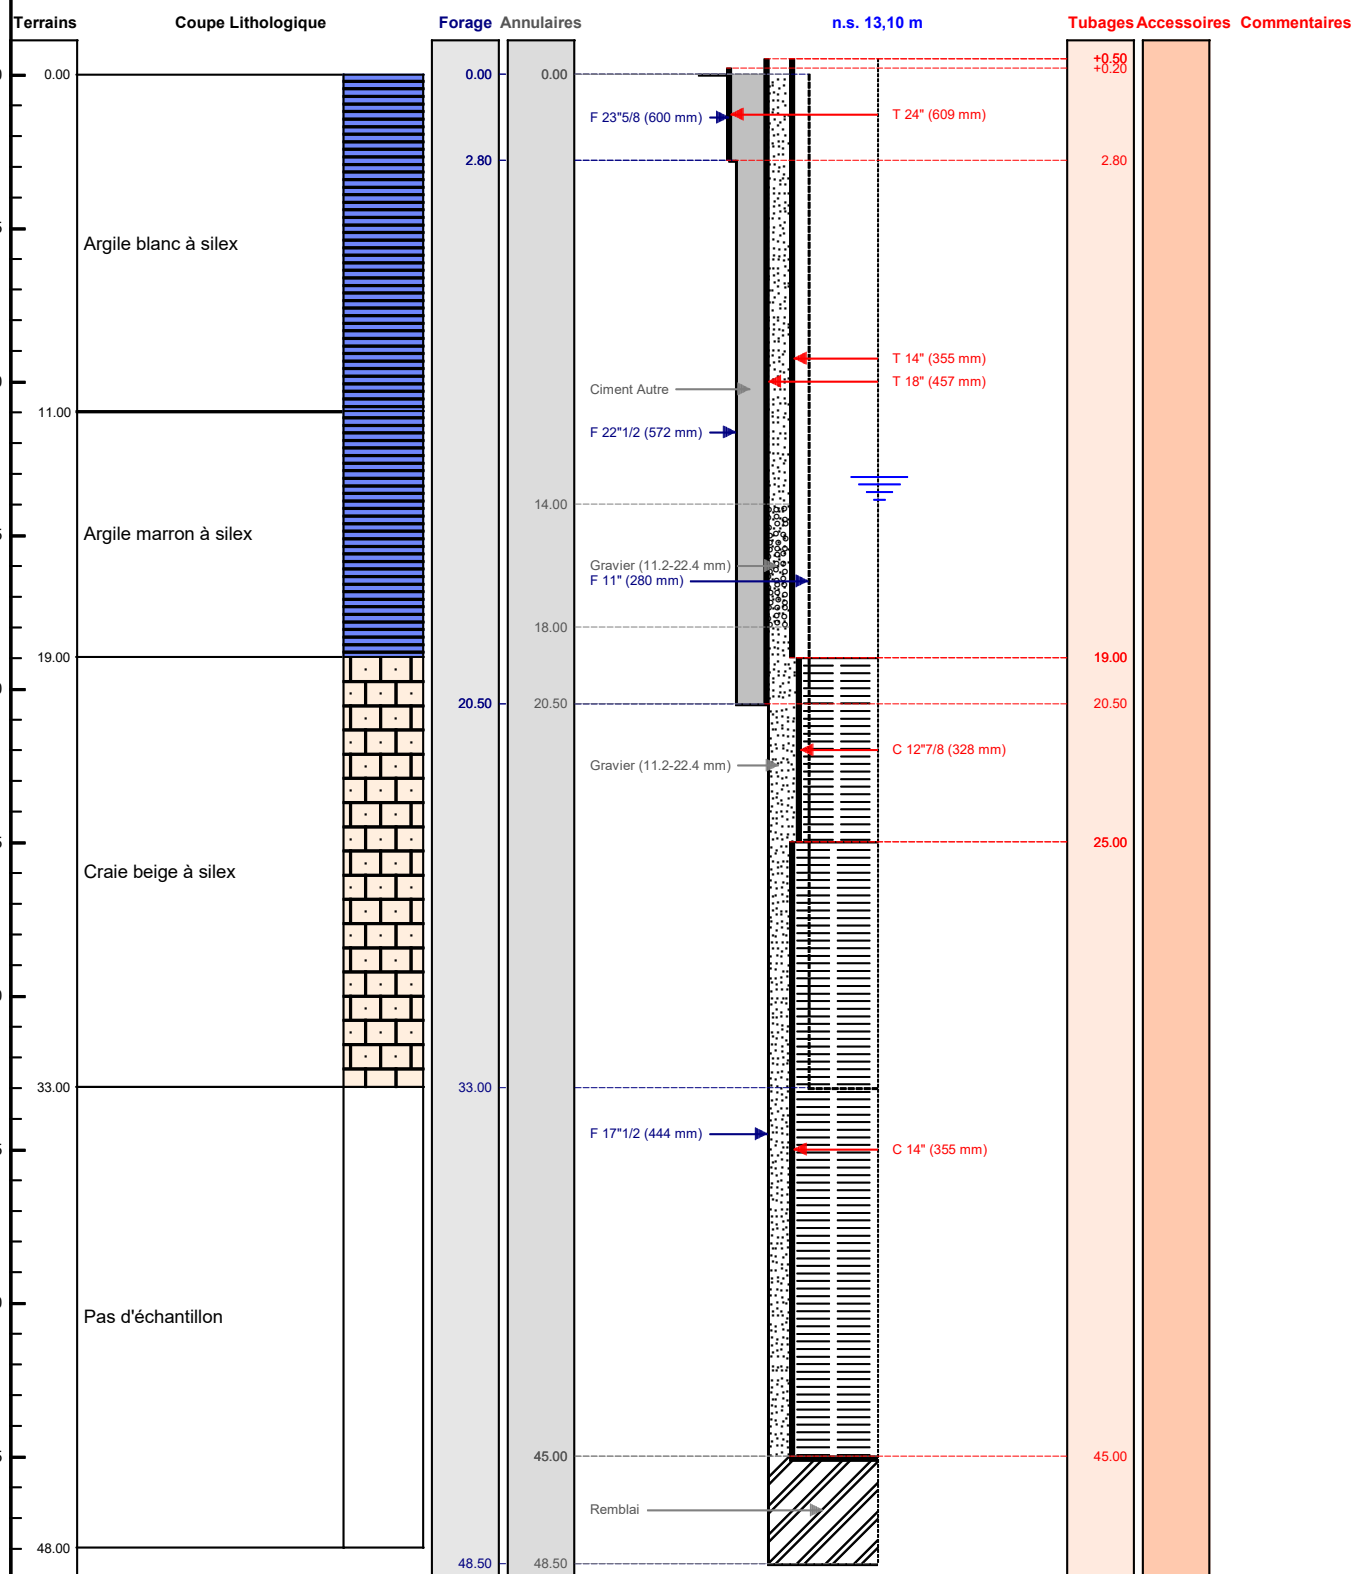 Terrains Coupe Lithologique Forage Annulaires n.s. 13,10 m Tubages Accessoires Commentaires
+0.50
+0.20
0.00 0.00 0.00
F 23"5/8 (600 mm) T 24" (609 mm)
2.80 2.80
Argile blanc à silex
T 14" (355 mm)
T 18" (457 mm)
Ciment Autre
11.00
F 22"1/2 (572 mm)
14.00
Argile marron à silex
Gravier (11.2-22.4 mm)
F 11" (280 mm)
18.00
19.00 19.00
20.50 20.50 20.50
C 12"7/8 (328 mm)
Gravier (11.2-22.4 mm)
25.00
Craie beige à silex
33.00 33.00
F 17"1/2 (444 mm)
C 14" (355 mm)
Pas d'échantillon
45.00 45.00
Remblai
48.00
48.50 48.50